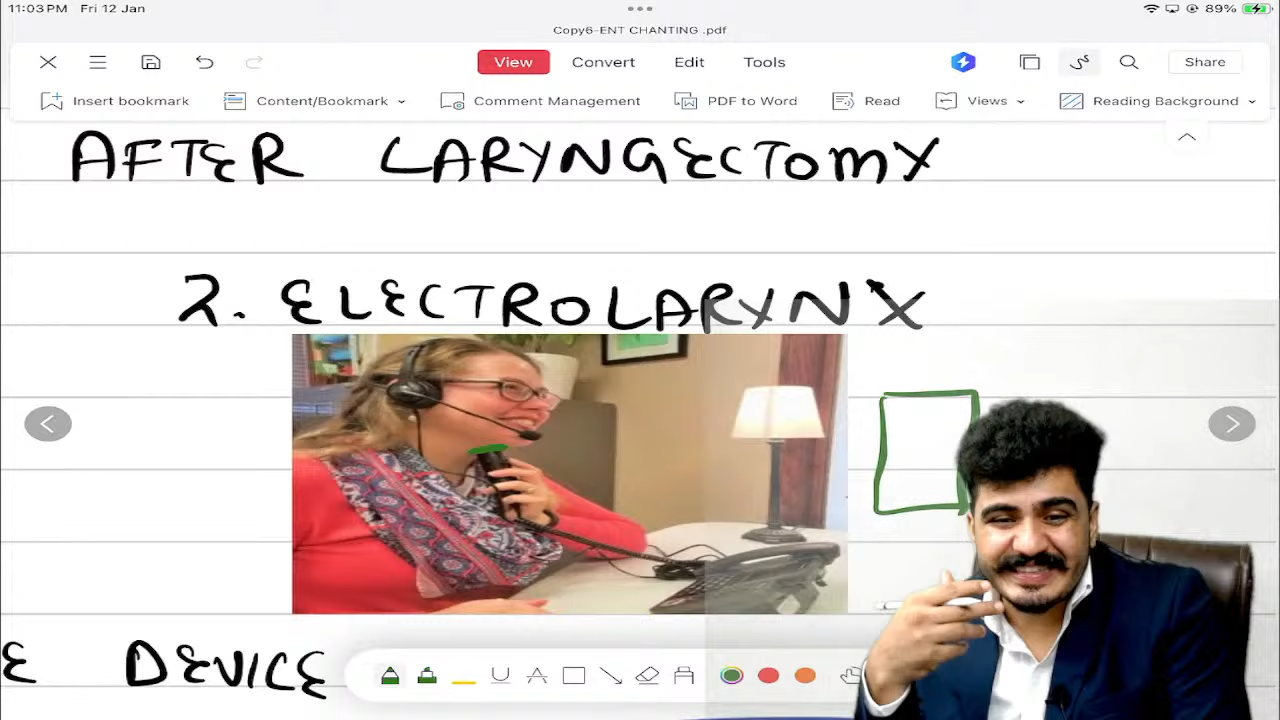 11:03 PM Fri 12 Jan
89%
Copy6-ENT CHANTING .pdf
View Convert Edit Tools
Share
Insert bookmark Content/Bookmark Comment Management PDF to Word Read Views Reading Background
AFTER LARYNGECTOMY
2. ELECTROLARYNX
E DEVICE